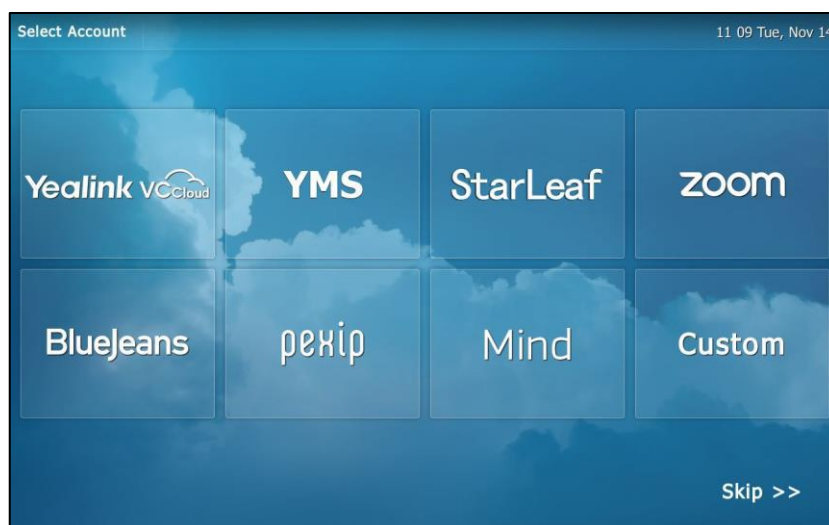 Select Account
11 09 Tue, Nov 14
Yealink VCCloud
YMS
StarLeaf
zoom
BlueJeans
pexip
Mind
Custom
Skip >>